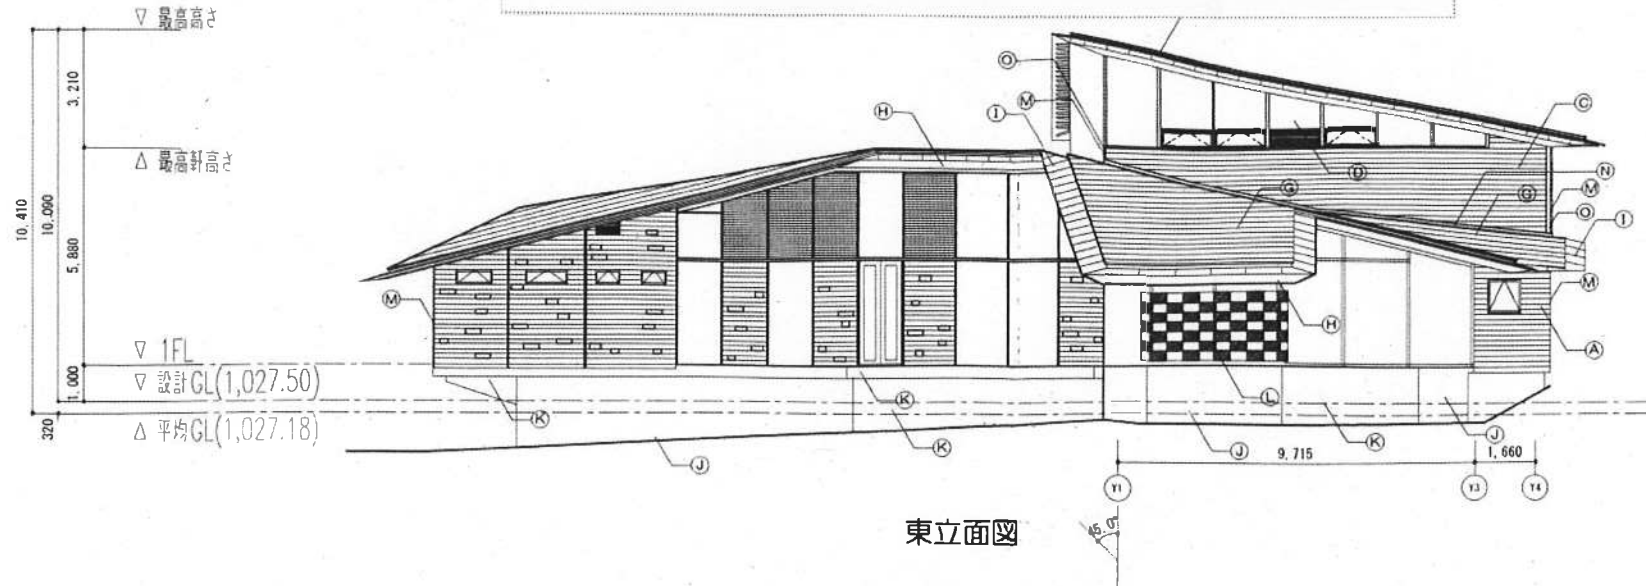 ▽ 最高高さ
3,210
△ 最高軒高さ
10,410
10,090
5,880
▽ 1FL
▽ 設計GL(1,027.50)
1,000
△ 平均GL(1,027.18)
320
O
M
I
H
C
D
N
G
G
M
O
I
M
M
H
A
L
K
K
K
K
J
J
J
9,715
1,660
Y1
Y3
Y4
東立面図
45.0°